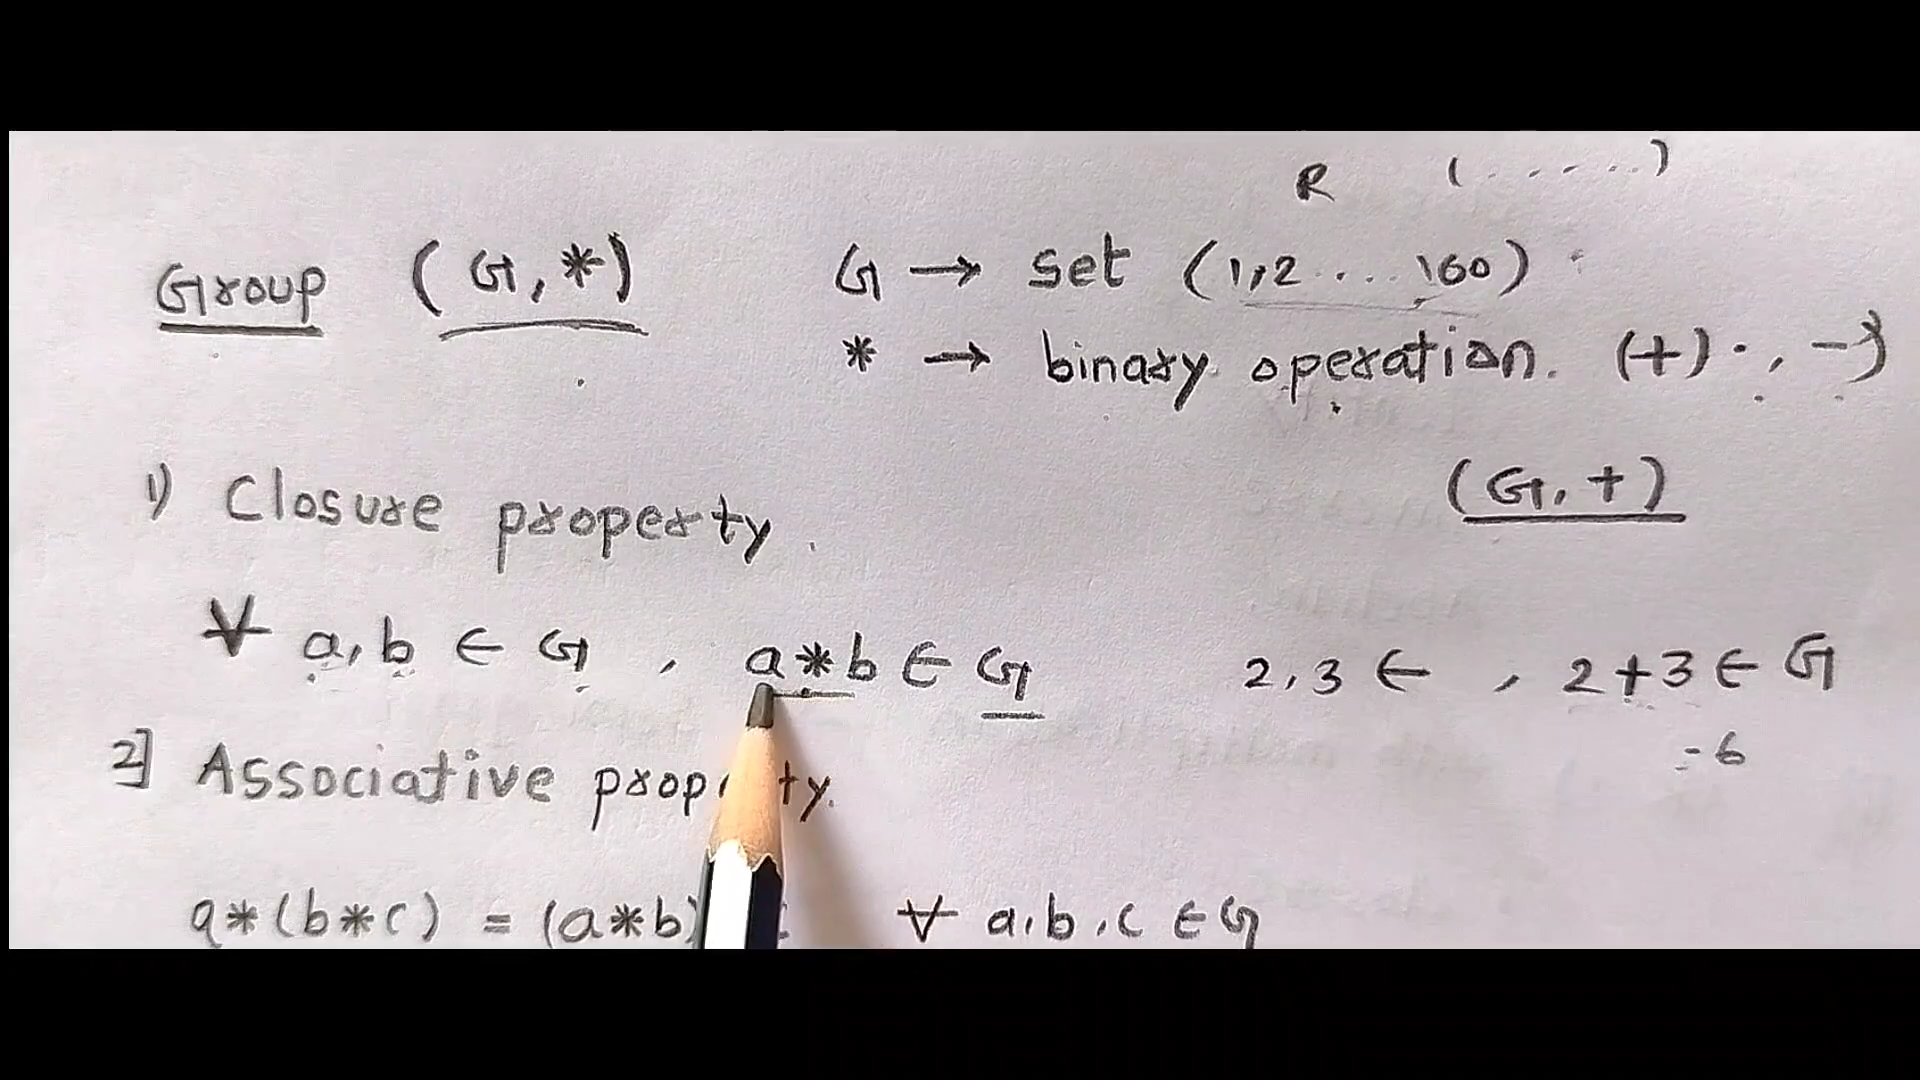 R ( . . . . . )
Group (G, *) G → set (1,2 ... 100)
* → binary operation. (+) ., -)
1) Closure property. (G, +)
∀ a, b ∈ G , a * b ∈ G 2, 3 ∈ , 2 + 3 ∈ G
= 6
2] Associative property.
a * (b * c) = (a * b) ∀ a, b, c ∈ G